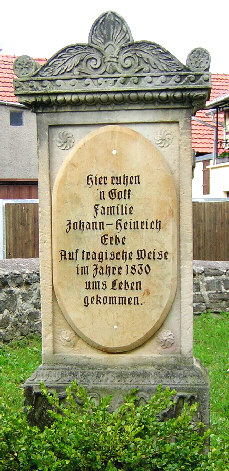 Hier ruhen
n Gott
Familie
Johann-Heinrich
Erbe
Auf tragische Weise
im Jahre 1830
ums Leben
gekommen.